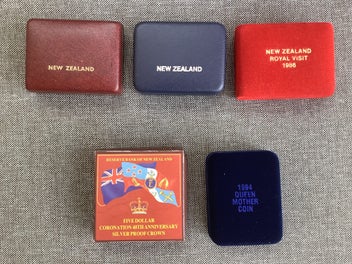 NEW ZEALAND
NEW ZEALAND
NEW ZEALAND
ROYAL VISIT
1986
RESERVE BANK OF NEW ZEALAND
FIVE DOLLAR
CORONATION 40TH ANNIVERSARY
SILVER PROOF CROWN
1994
QUEEN
MOTHER
COIN